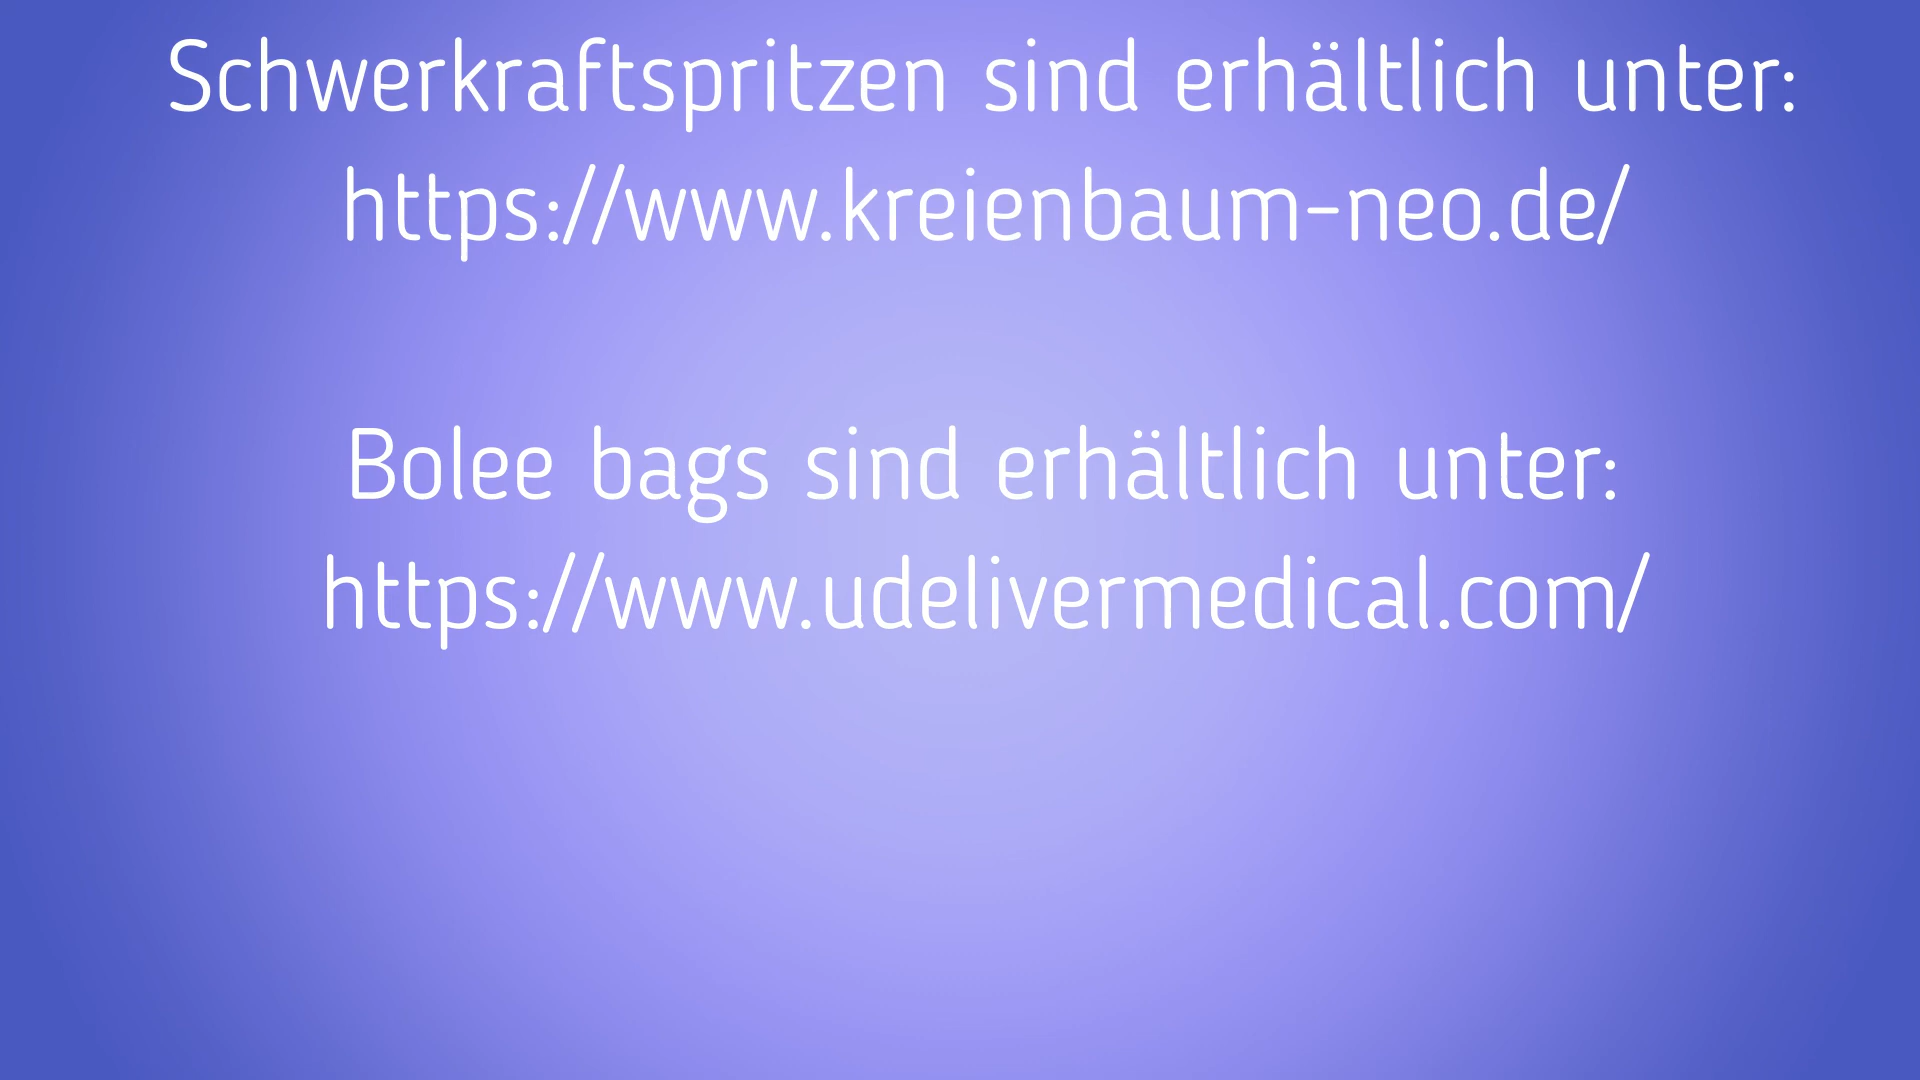 Schwerkraftspritzen sind erhältlich unter:
https://www.kreienbaum-neo.de/
Bolee bags sind erhältlich unter:
https://www.udelivermedical.com/